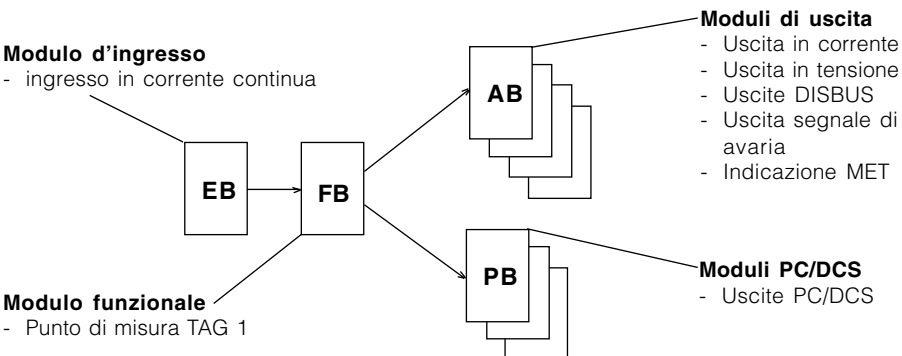 Modulo d'ingresso
- ingresso in corrente continua
EB
FB
Modulo funzionale
- Punto di misura TAG 1
AB
Moduli di uscita
- Uscita in corrente
- Uscita in tensione
- Uscite DISBUS
- Uscita segnale di
avaria
- Indicazione MET
PB
Moduli PC/DCS
- Uscite PC/DCS